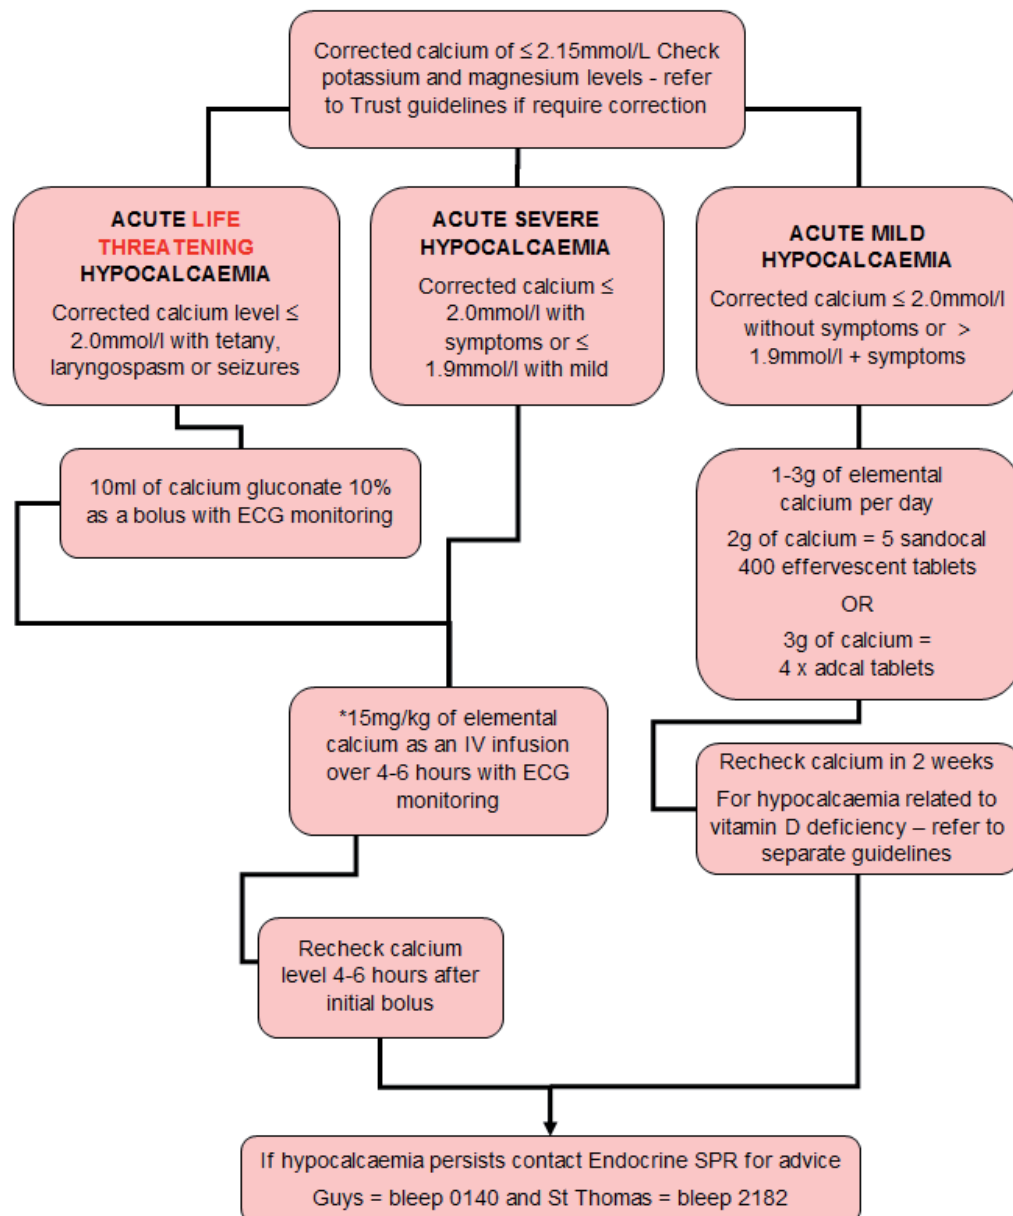 Corrected calcium of ≤ 2.15mmol/L Check
potassium and magnesium levels - refer
to Trust guidelines if require correction
ACUTE LIFE
THREATENING
HYPOCALCAEMIA
Corrected calcium level ≤
2.0mmol/l with tetany,
laryngospasm or seizures
ACUTE SEVERE
HYPOCALCAEMIA
Corrected calcium ≤
2.0mmol/l with
symptoms or ≤
1.9mmol/l with mild
ACUTE MILD
HYPOCALCAEMIA
Corrected calcium ≤ 2.0mmol/l
without symptoms or >
1.9mmol/l + symptoms
10ml of calcium gluconate 10%
as a bolus with ECG monitoring
1-3g of elemental
calcium per day
2g of calcium = 5 sandocal
400 effervescent tablets
OR
3g of calcium =
4 x adcal tablets
*15mg/kg of elemental
calcium as an IV infusion
over 4-6 hours with ECG
monitoring
Recheck calcium in 2 weeks
For hypocalcaemia related to
vitamin D deficiency – refer to
separate guidelines
Recheck calcium
level 4-6 hours after
initial bolus
If hypocalcaemia persists contact Endocrine SPR for advice
Guys = bleep 0140 and St Thomas = bleep 2182